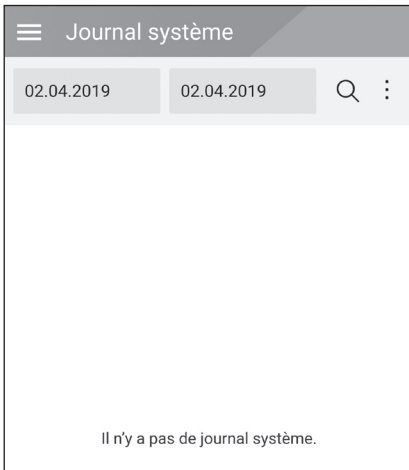 Journal système
02.04.2019 02.04.2019
Il n'y a pas de journal système.